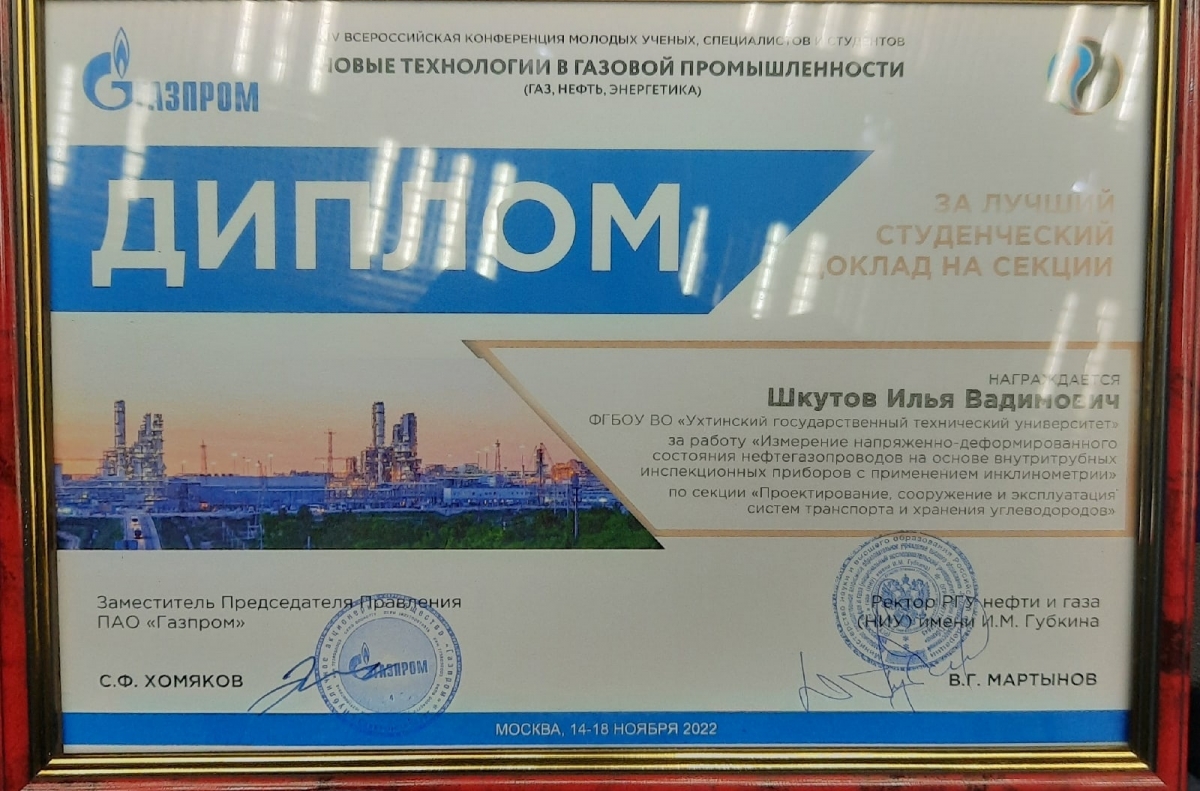 ГАЗПРОМ
ВСЕРОССИЙСКАЯ КОНФЕРЕНЦИЯ МОЛОДЫХ УЧЕНЫХ, СПЕЦИАЛИСТОВ И СТУДЕНТОВ
НОВЫЕ ТЕХНОЛОГИИ В ГАЗОВОЙ ПРОМЫШЛЕННОСТИ
(ГАЗ, НЕФТЬ, ЭНЕРГЕТИКА)
ДИПЛОМ
ЗА ЛУЧШИЙ
СТУДЕНЧЕСКИЙ
ДОКЛАД НА СЕКЦИИ
НАГРАЖДАЕТСЯ
Шкутов Илья Вадимович
ФГБОУ ВО «Ухтинский государственный технический университет»
за работу «Измерение напряженно-деформированного
состояния нефтегазопроводов на основе внутритрубных
инспекционных приборов с применением инклинометрии»
по секции «Проектирование, сооружение и эксплуатация
систем транспорта и хранения углеводородов»
Заместитель Председателя Правления
ПАО «Газпром»
С.Ф. ХОМЯКОВ
ГАЗПРОМ
Ректор РГУ нефти и газа
(НИУ) имени И.М. Губкина
В.Г. МАРТЫНОВ
МОСКВА, 14-18 НОЯБРЯ 2022